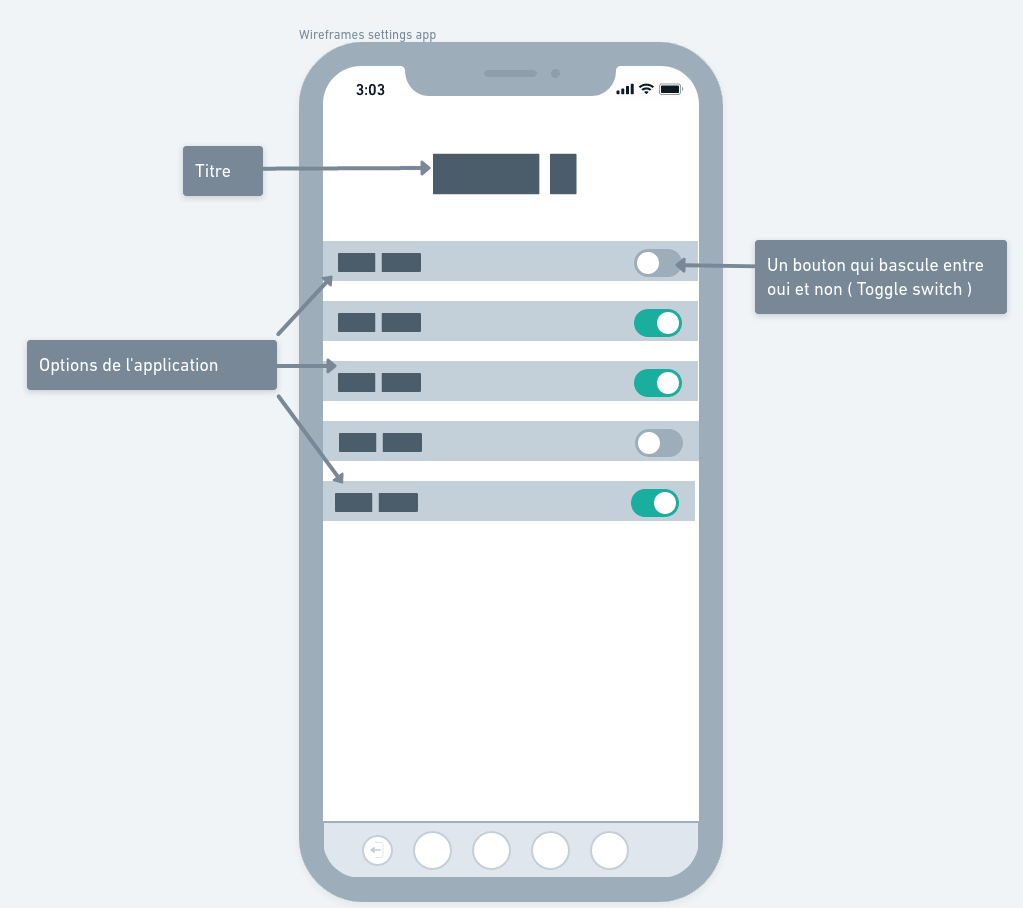 Wireframes settings app
3:03
Titre
Un bouton qui bascule entre
oui et non ( Toggle switch )
Options de l'application